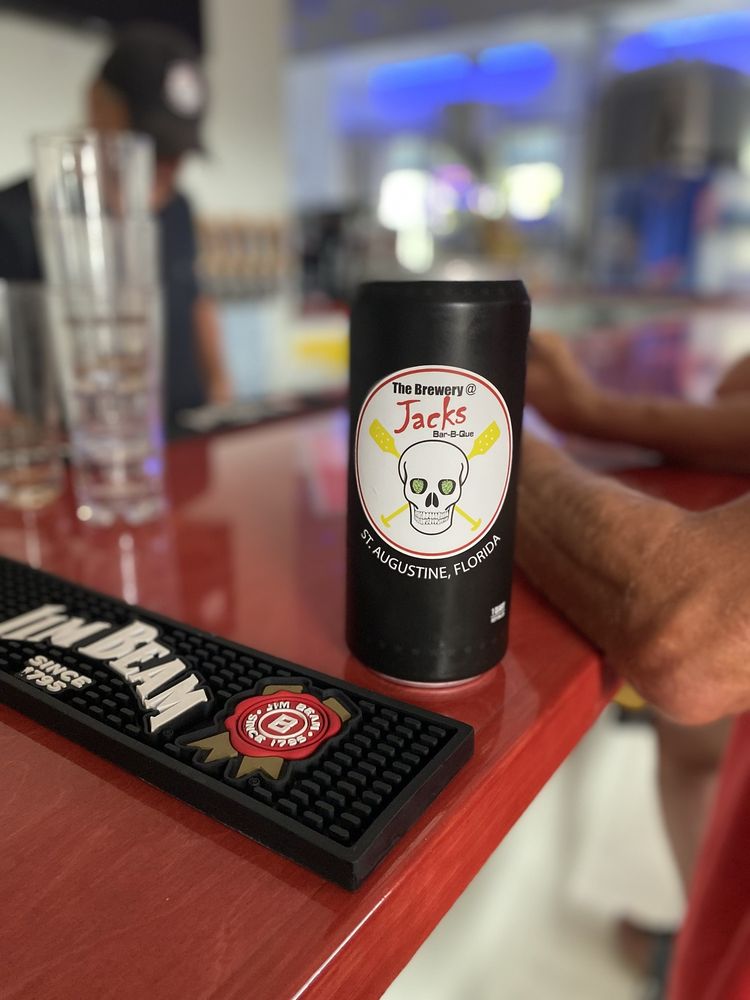 The Brewery @
Jacks
Bar-B-Que
ST. AUGUSTINE, FLORIDA
JIM BEAM
SINCE
1795
JIM BEAM
B
SINCE 1795